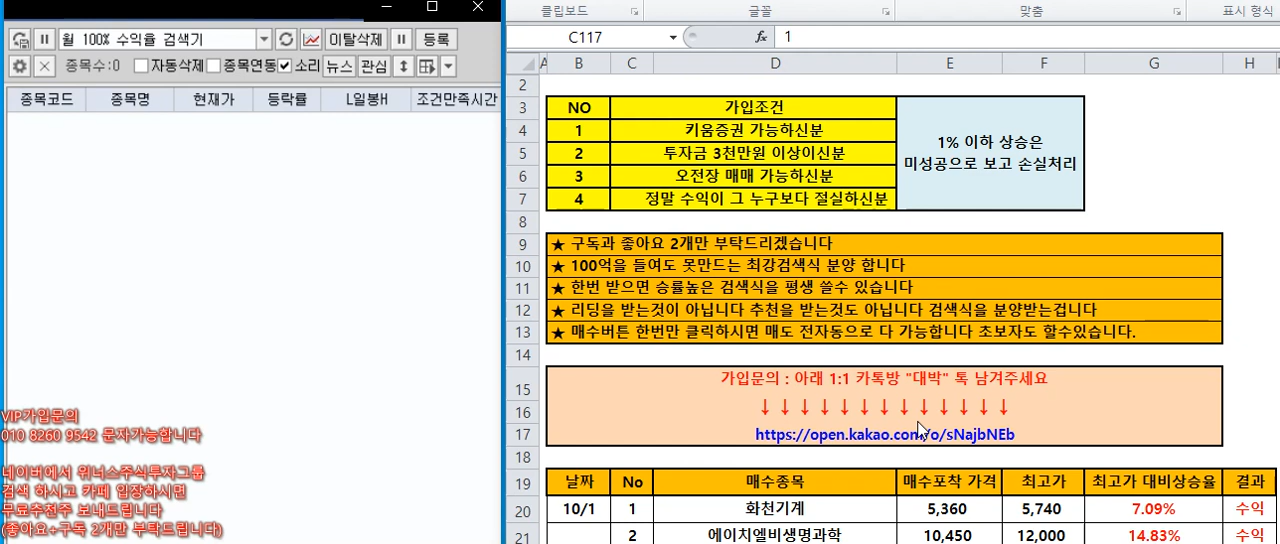 월 100% 수익율 검색기
이탈삭제
등록
종목수:0
자동삭제
종목연동
소리
뉴스
관심
종목코드 종목명 현재가 등락률 L일봉H 조건만족시간
VIP가입문의
010 8260 9542 문자가능합니다
네이버에서 위너스주식투자그룹
검색 하시고 카페 입장하시면
무료추천주 보내드립니다
(좋아요+구독 2개만 부탁드립니다)
클립보드 글꼴 맞춤 표시 형식
C117 fx 1
A B C D E F G H
2
3 NO 가입조건
4 1 키움증권 가능하신분
5 2 투자금 3천만원 이상이신분
6 3 오전장 매매 가능하신분
7 4 정말 수익이 그 누구보다 절실하신분
1% 이하 상승은
미성공으로 보고 손실처리
8
9 ★ 구독과 좋아요 2개만 부탁드리겠습니다
10 ★ 100억을 들여도 못만드는 최강검색식 분양 합니다
11 ★ 한번 받으면 승률높은 검색식을 평생 쓸수 있습니다
12 ★ 리딩을 받는것이 아닙니다 추천을 받는것도 아닙니다 검색식을 분양받는겁니다
13 ★ 매수버튼 한번만 클릭하시면 매도 전자동으로 다 가능합니다 초보자도 할수있습니다.
14
15 가입문의 : 아래 1:1 카톡방 "대박" 톡 남겨주세요
16 ↓ ↓ ↓ ↓ ↓ ↓ ↓ ↓ ↓ ↓ ↓ ↓ ↓
17 https://open.kakao.com/o/sNajbNEb
18
19 날짜 No 매수종목 매수포착 가격 최고가 최고가 대비상승율 결과
20 10/1 1 화천기계 5,360 5,740 7.09% 수익
21 2 에이치엘비생명과학 10,450 12,000 14.83% 수익